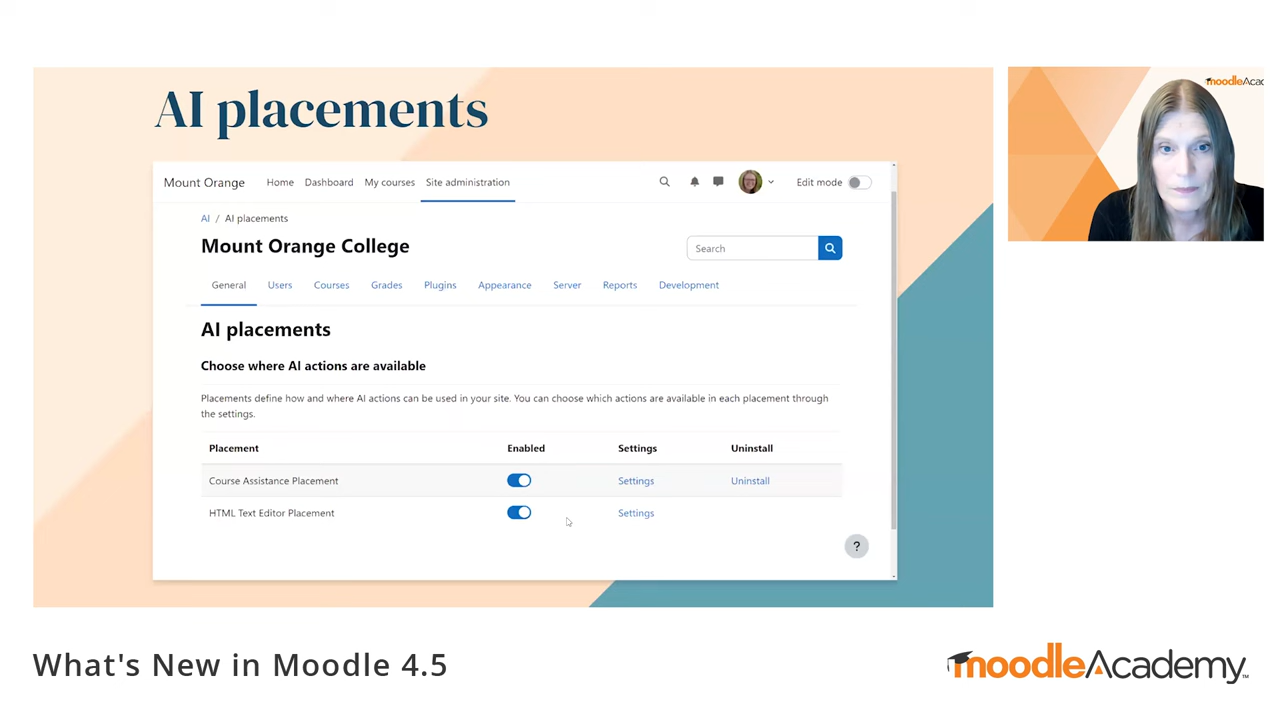 AI placements
moodleAcad
Mount Orange Home Dashboard My courses Site administration Edit mode
AI / AI placements
Mount Orange College
Search
General Users Courses Grades Plugins Appearance Server Reports Development
AI placements
Choose where AI actions are available
Placements define how and where AI actions can be used in your site. You can choose which actions are available in each placement through
the settings.
Placement Enabled Settings Uninstall
Course Assistance Placement Settings Uninstall
HTML Text Editor Placement Settings
?
What's New in Moodle 4.5
moodleAcademy™